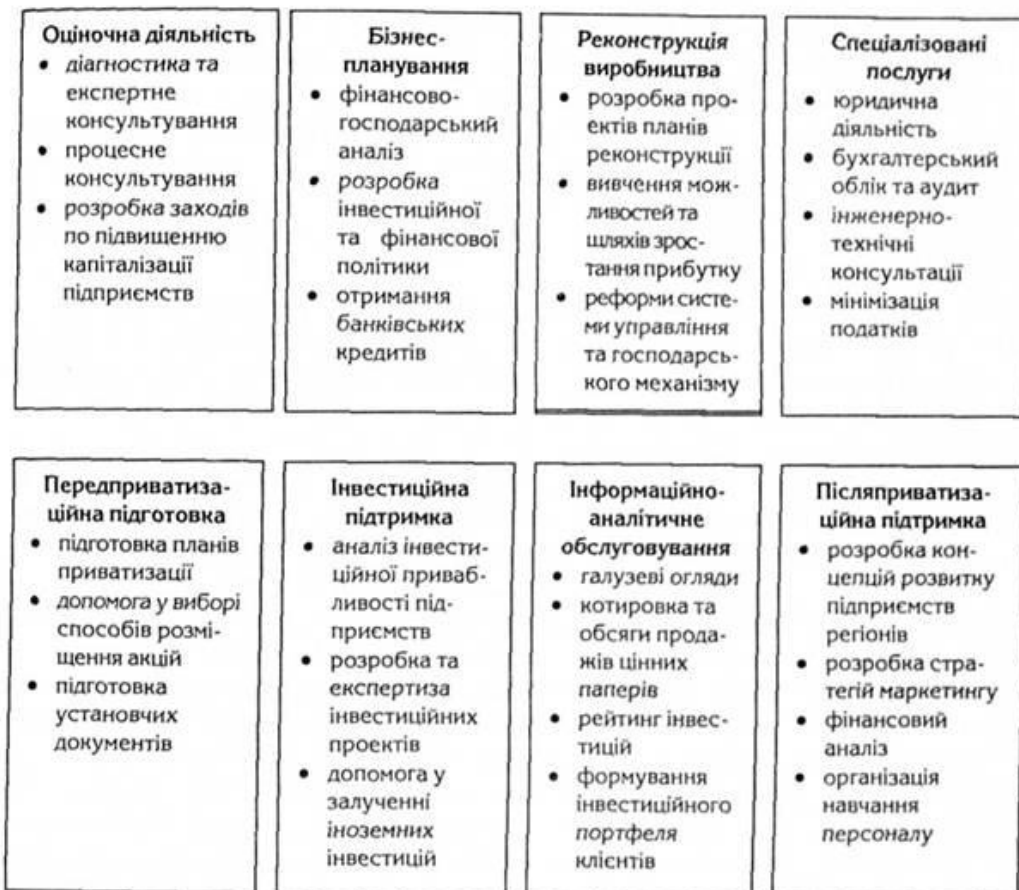 Оціночна діяльність
• діагностика та
експертне
консультування
• процесне
консультування
• розробка заходів
по підвищенню
капіталізації
підприємств
Бізнес-
планування
• фінансово-
господарський
аналіз
• розробка
інвестиційної
та фінансової
політики
• отримання
банківських
кредитів
Реконструкція
виробництва
• розробка про-
ектів планів
реконструкції
• вивчення мож-
ливостей та
шляхів зрос-
тання прибутку
• реформи систе-
ми управління
та господарсь-
кого механізму
Спеціалізовані
послуги
• юридична
діяльність
• бухгалтерський
облік та аудит
• інженерно-
технічні
консультації
• мінімізація
податків
Передприватиза-
ційна підготовка
• підготовка планів
приватизації
• допомога у виборі
способів розмі-
щення акцій
• підготовка
установчих
документів
Інвестиційна
підтримка
• аналіз інвести-
ційної приваб-
ливості під-
приємств
• розробка та
експертиза
інвестиційних
проектів
• допомога у
залученні
іноземних
інвестицій
Інформаційно-
аналітичне
обслуговування
• галузеві огляди
• котировка та
обсяги прода-
жів цінних
паперів
• рейтинг інвес-
тицій
• формування
інвестиційного
портфеля
клієнтів
Післяприватиза-
ційна підтримка
• розробка кон-
цепцій розвитку
підприємств
регіонів
• розробка стра-
тегій маркетингу
• фінансовий
аналіз
• організація
навчання
персоналу